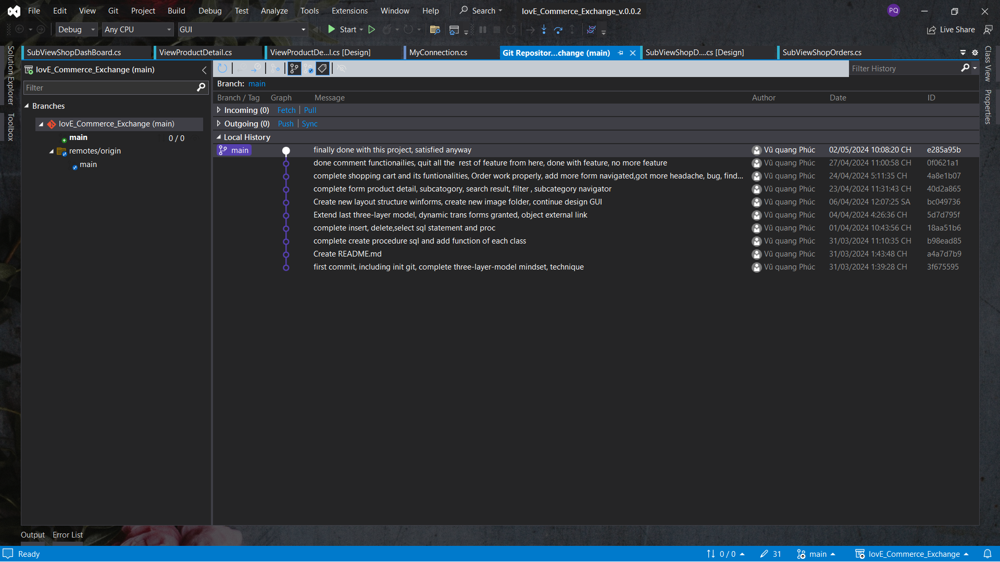 File Edit View Git Project Build Debug Test Analyze Tools Extensions Window Help Search IovE_Commerce_Exchange_v.0.0.2 PQ
Debug Any CPU GUI Start Live Share
SubViewShopDashBoard.cs ViewProductDetail.cs ViewProductDe...l.cs [Design] MyConnection.cs Git Repositor...change (main) SubViewShopD....cs [Design] SubViewShopOrders.cs
Solution Explorer
Toolbox
IovE_Commerce_Exchange (main)
Filter
Branches
IovE_Commerce_Exchange (main)
main 0 / 0
remotes/origin
main
Filter History
Branch: main
Branch / Tag Graph Message Author Date ID
Incoming (0) Fetch Pull
Outgoing (0) Push Sync
Local History
main finally done with this project, satisfied anyway Vũ quang Phúc 02/05/2024 10:08:20 CH e285a95b
done comment functionailies, quit all the  rest of feature from here, done with feature, no more feature Vũ quang Phúc 27/04/2024 11:00:58 CH 0f0621a1
complete shopping cart and its funtionalities, Order work properly, add more form navigated,got more headache, bug, find... Vũ quang Phúc 24/04/2024 5:11:35 CH 4a8e1b07
complete form product detail, subcatogory, search result, filter , subcategory navigator Vũ quang Phúc 23/04/2024 11:31:43 CH 40d2a865
Create new layout structure winforms, create new image folder, continue design GUI Vũ quang Phúc 06/04/2024 12:07:25 SA bc049736
Extend last three-layer model, dynamic trans forms granted, object external link Vũ quang Phúc 04/04/2024 4:26:36 CH 5d7d795f
complete insert, delete,select sql statement and proc Vũ quang Phúc 01/04/2024 10:43:56 CH 18aa51b6
complete create procedure sql and add function of each class Vũ quang Phúc 31/03/2024 11:10:35 CH b98ead85
Create README.md Vũ quang Phúc 31/03/2024 1:43:48 CH a4a7d7b9
first commit, including init git, complete three-layer-model mindset, technique Vũ quang Phúc 31/03/2024 1:39:28 CH 3f675595
Class View
Properties
Output Error List
Ready 0 / 0 31 main IovE_Commerce_Exchange